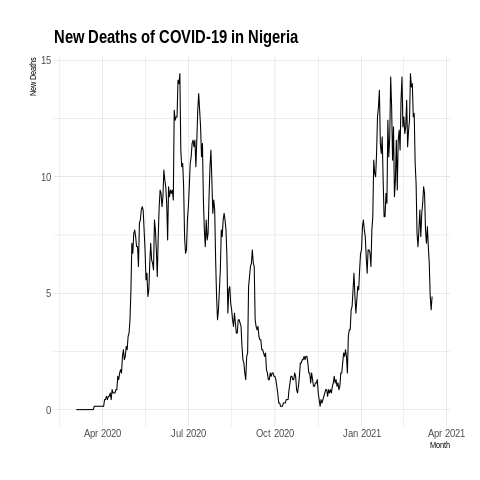 New Deaths of COVID-19 in Nigeria
New Deaths
15
10
5
0
Apr 2020 Jul 2020 Oct 2020 Jan 2021 Apr 2021
Month